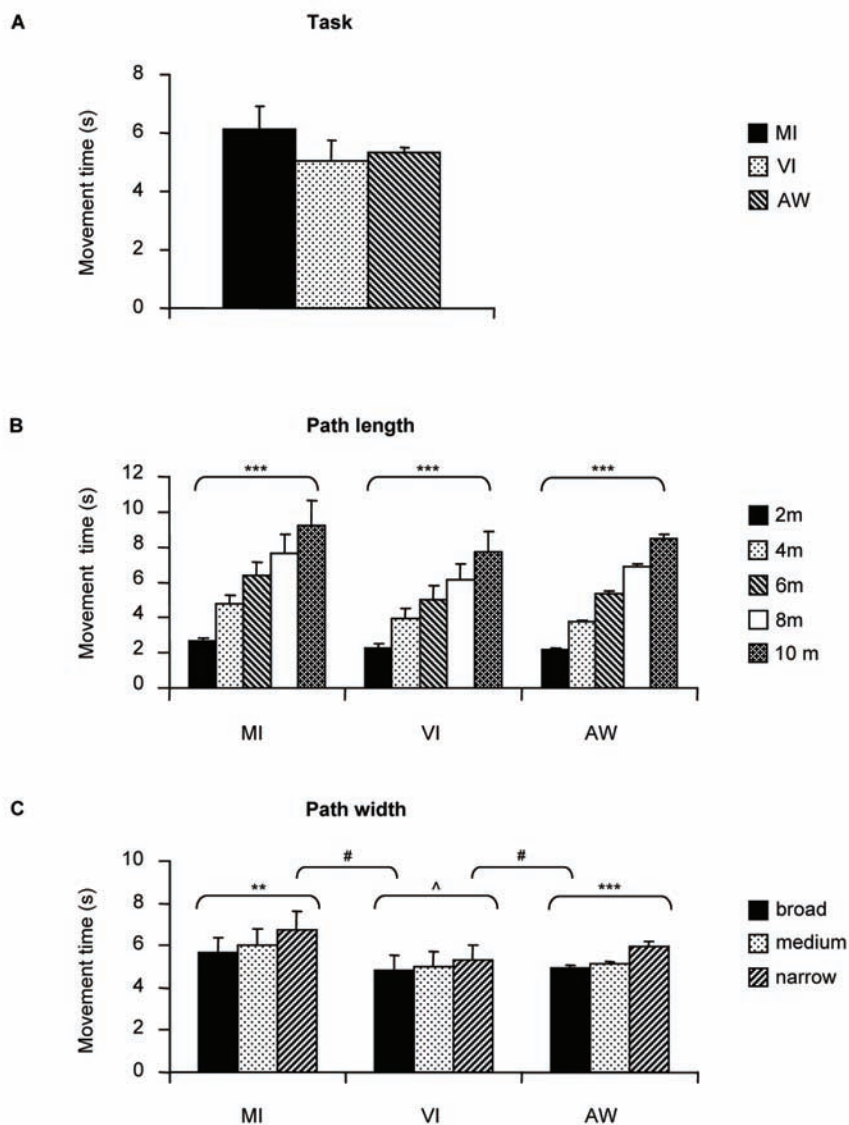 A
Task
Movement time (s)
8
6
4
2
0
MI
VI
AW
B
Path length
Movement time (s)
12
10
8
6
4
2
0
***
***
***
MI
VI
AW
2m
4m
6m
8m
10 m
C
Path width
Movement time (s)
10
8
6
4
2
0
#
#
**
^
***
MI
VI
AW
broad
medium
narrow